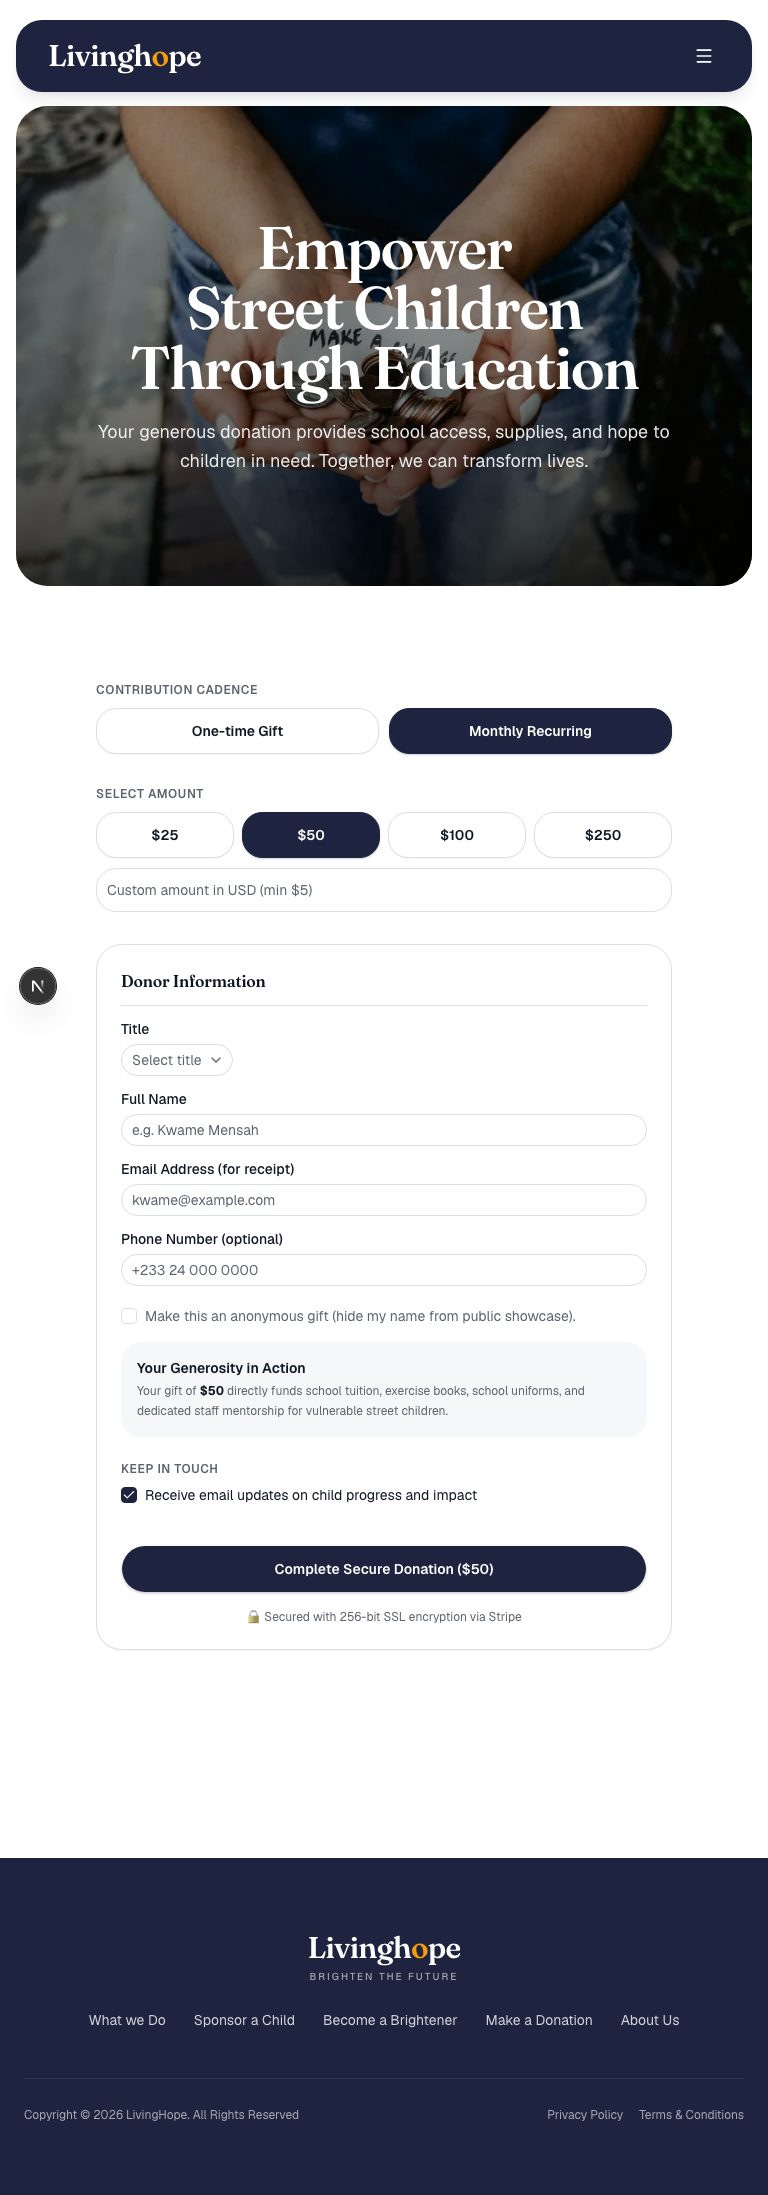 Livinghope
MAKE A CHANGE
Empower
Street Children
Through Education
Your generous donation provides school access, supplies, and hope to
children in need. Together, we can transform lives.
CONTRIBUTION CADENCE
One-time Gift
Monthly Recurring
SELECT AMOUNT
$25
$50
$100
$250
Custom amount in USD (min $5)
N
Donor Information
Title
Select title
Full Name
e.g. Kwame Mensah
Email Address (for receipt)
kwame@example.com
Phone Number (optional)
+233 24 000 0000
Make this an anonymous gift (hide my name from public showcase).
Your Generosity in Action
Your gift of $50 directly funds school tuition, exercise books, school uniforms, and
dedicated staff mentorship for vulnerable street children.
KEEP IN TOUCH
Receive email updates on child progress and impact
Complete Secure Donation ($50)
🔒 Secured with 256-bit SSL encryption via Stripe
Livinghope
BRIGHTEN THE FUTURE
What we Do
Sponsor a Child
Become a Brightener
Make a Donation
About Us
Copyright © 2026 LivingHope. All Rights Reserved
Privacy Policy
Terms & Conditions